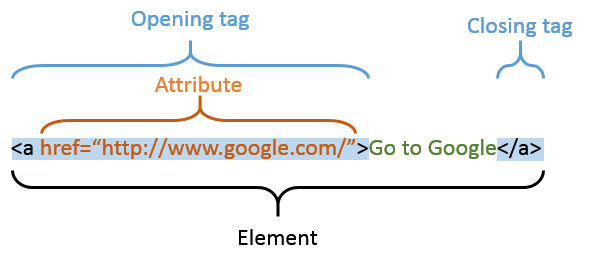 Opening tag
Closing tag
Attribute
<a href=“http://www.google.com/”>Go to Google</a>
Element